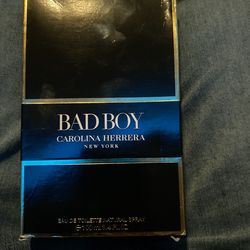 BAD BOY
CAROLINA HERRERA
NEW YORK
EAU DE TOILETTE NATURAL SPRAY